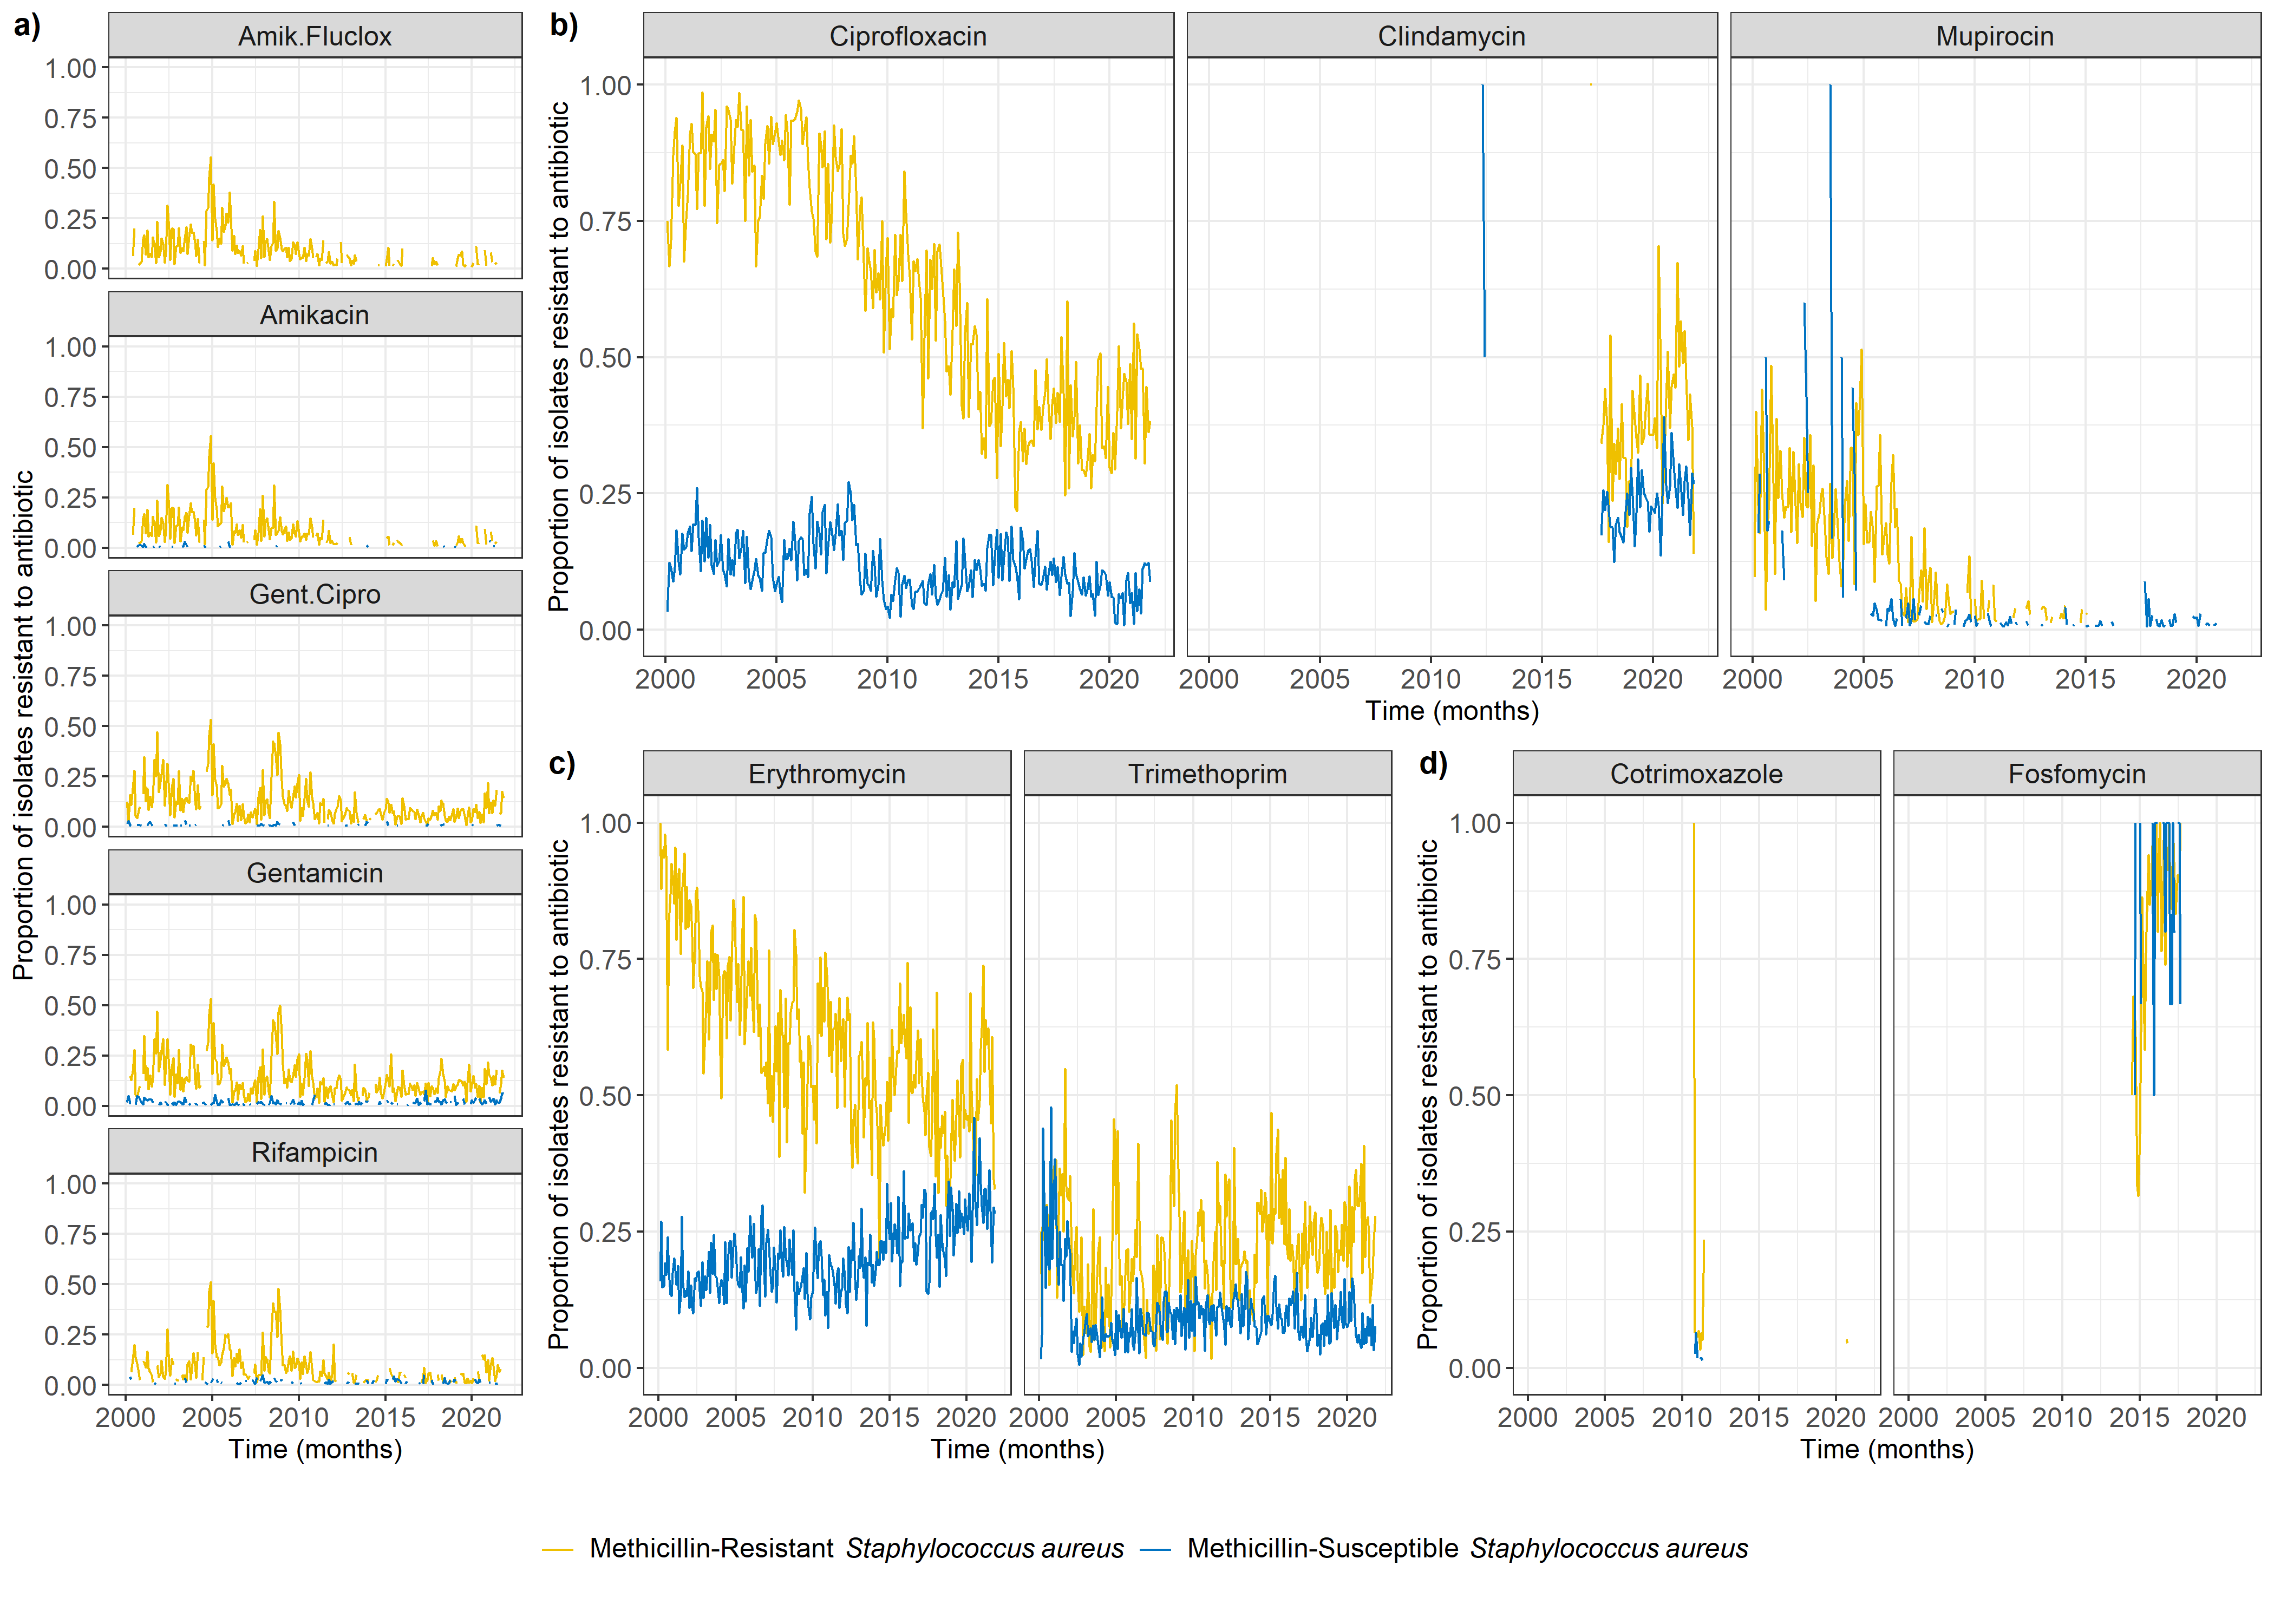 a)
Amik.Fluclox
1.00
0.75
0.50
0.25
0.00
Amikacin
1.00
0.75
0.50
0.25
0.00
Gent.Cipro
1.00
0.75
0.50
0.25
0.00
Gentamicin
1.00
0.75
0.50
0.25
0.00
Rifampicin
1.00
0.75
0.50
0.25
0.00
2000 2005 2010 2015 2020
Time (months)
Proportion of isolates resistant to antibiotic
b)
Ciprofloxacin Clindamycin Mupirocin
1.00
0.75
0.50
0.25
0.00
2000 2005 2010 2015 2020 2000 2005 2010 2015 2020 2000 2005 2010 2015 2020
Time (months)
Proportion of isolates resistant to antibiotic
c)
Erythromycin Trimethoprim
1.00
0.75
0.50
0.25
0.00
2000 2005 2010 2015 2020 2000 2005 2010 2015 2020
Time (months)
Proportion of isolates resistant to antibiotic
d)
Cotrimoxazole Fosfomycin
1.00
0.75
0.50
0.25
0.00
2000 2005 2010 2015 2020 2000 2005 2010 2015 2020
Time (months)
Proportion of isolates resistant to antibiotic
Methicillin-Resistant Staphylococcus aureus Methicillin-Susceptible Staphylococcus aureus